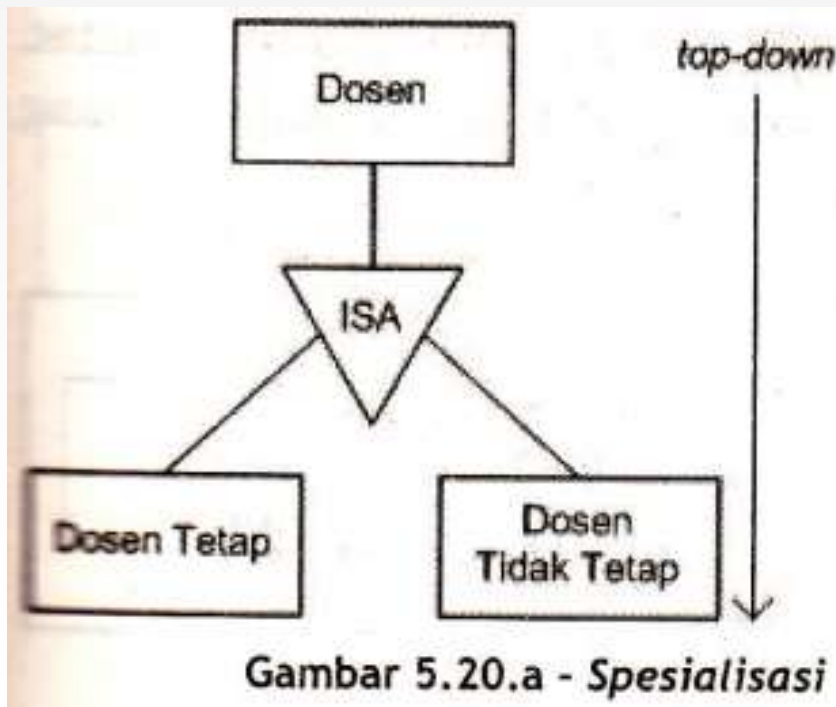 Dosen
top-down
ISA
Dosen Tetap
Dosen
Tidak Tetap
Gambar 5.20.a - Spesialisasi